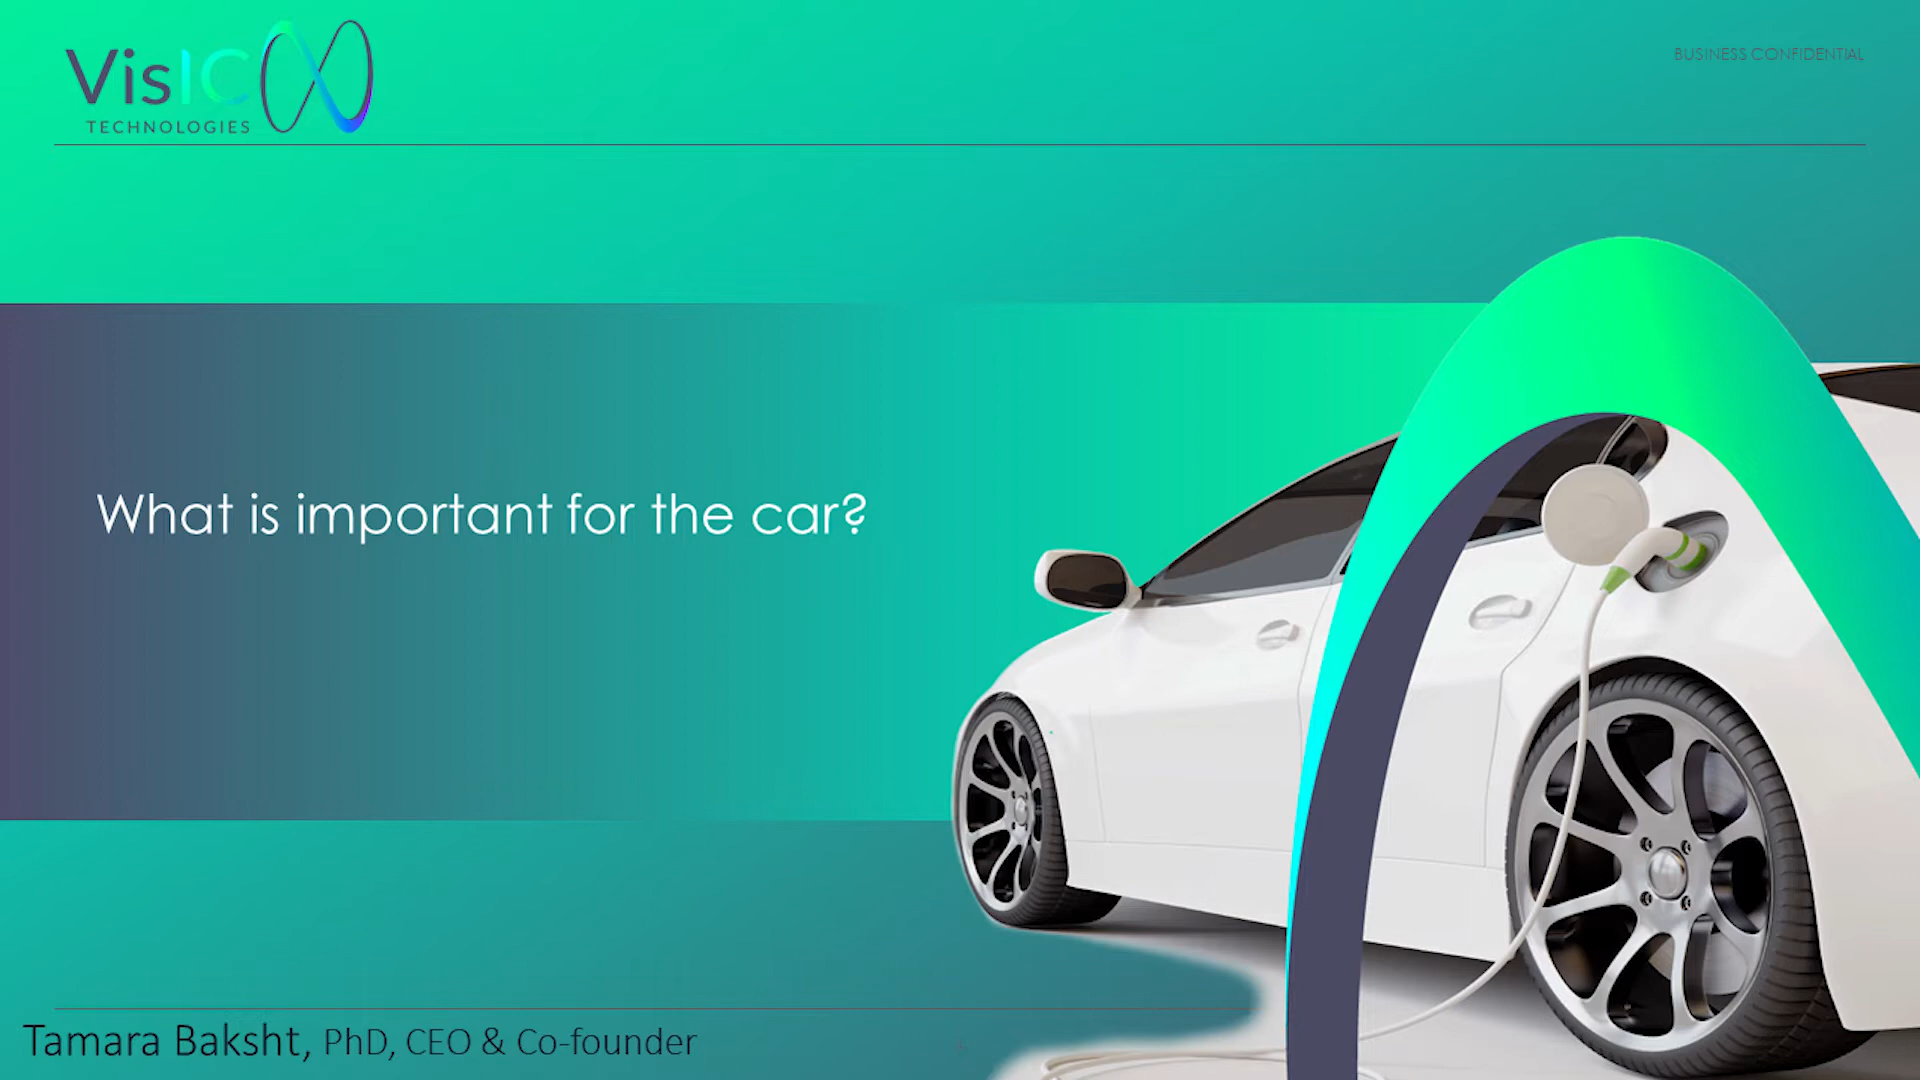 VisIC
TECHNOLOGIES
BUSINESS CONFIDENTIAL
What is important for the car?
Tamara Baksht, PhD, CEO & Co-founder